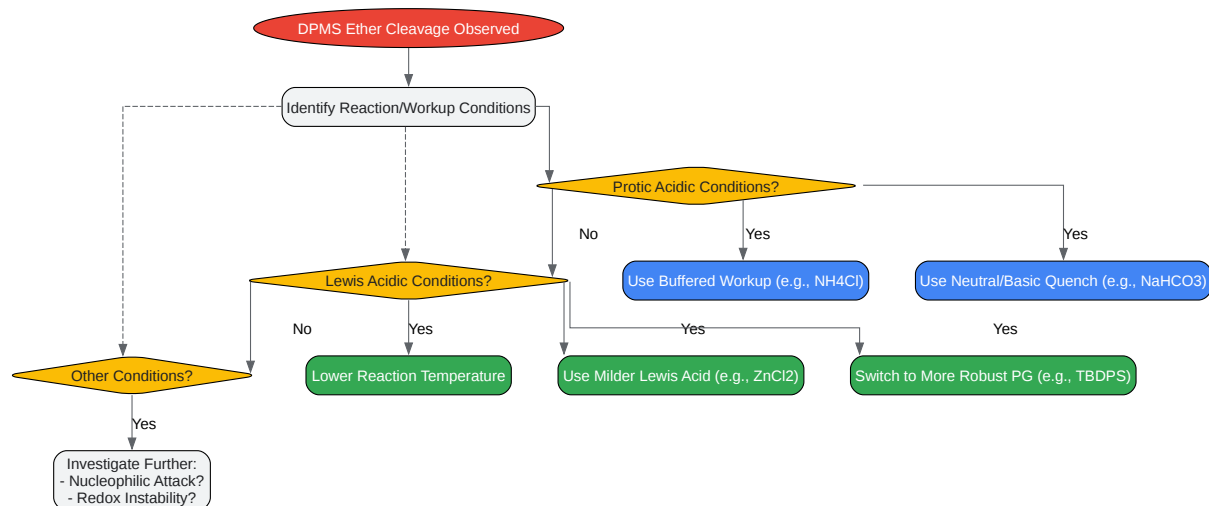 DPMS Ether Cleavage Observed
Identify Reaction/Workup Conditions
Protic Acidic Conditions?
No
Yes
Yes
Lewis Acidic Conditions?
Use Buffered Workup (e.g., NH4Cl)
Use Neutral/Basic Quench (e.g., NaHCO3)
No
Yes
Yes
Yes
Other Conditions?
Lower Reaction Temperature
Use Milder Lewis Acid (e.g., ZnCl2)
Switch to More Robust PG (e.g., TBDPS)
Yes
Investigate Further:
- Nucleophilic Attack?
- Redox Instability?